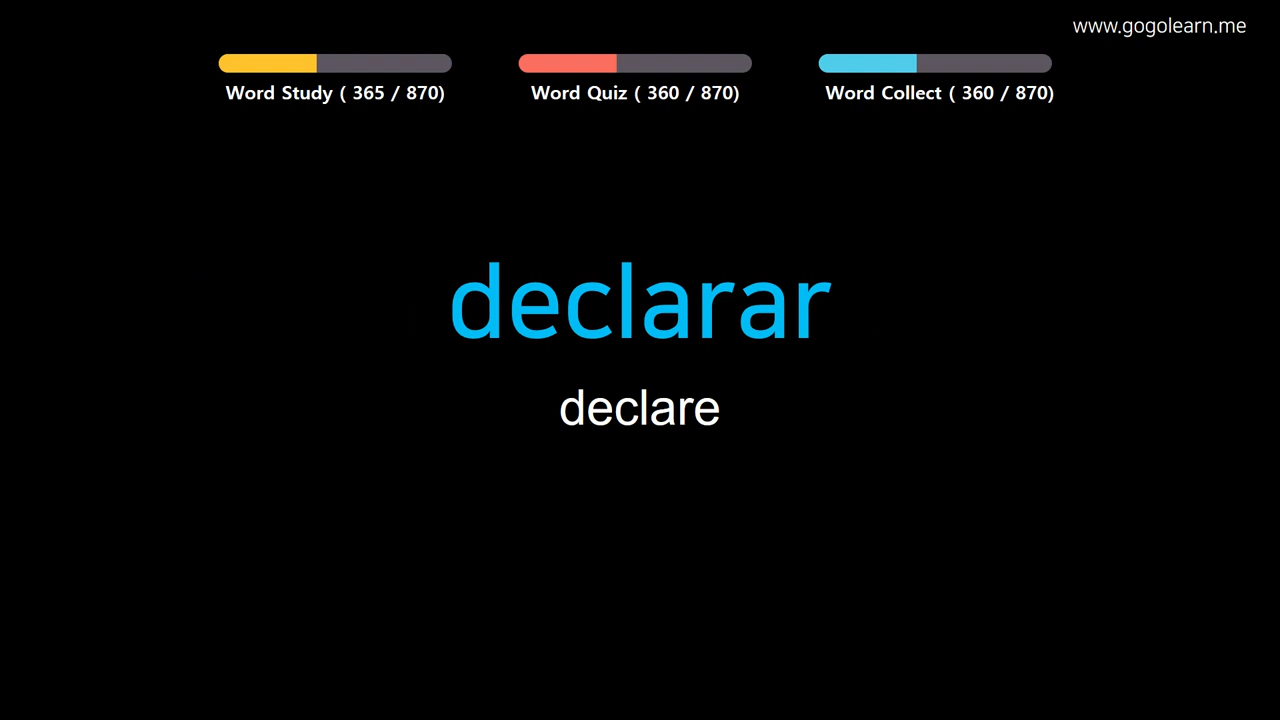 www.gogolearn.me
Word Study ( 365 / 870)
Word Quiz ( 360 / 870)
Word Collect ( 360 / 870)
declarar
declare